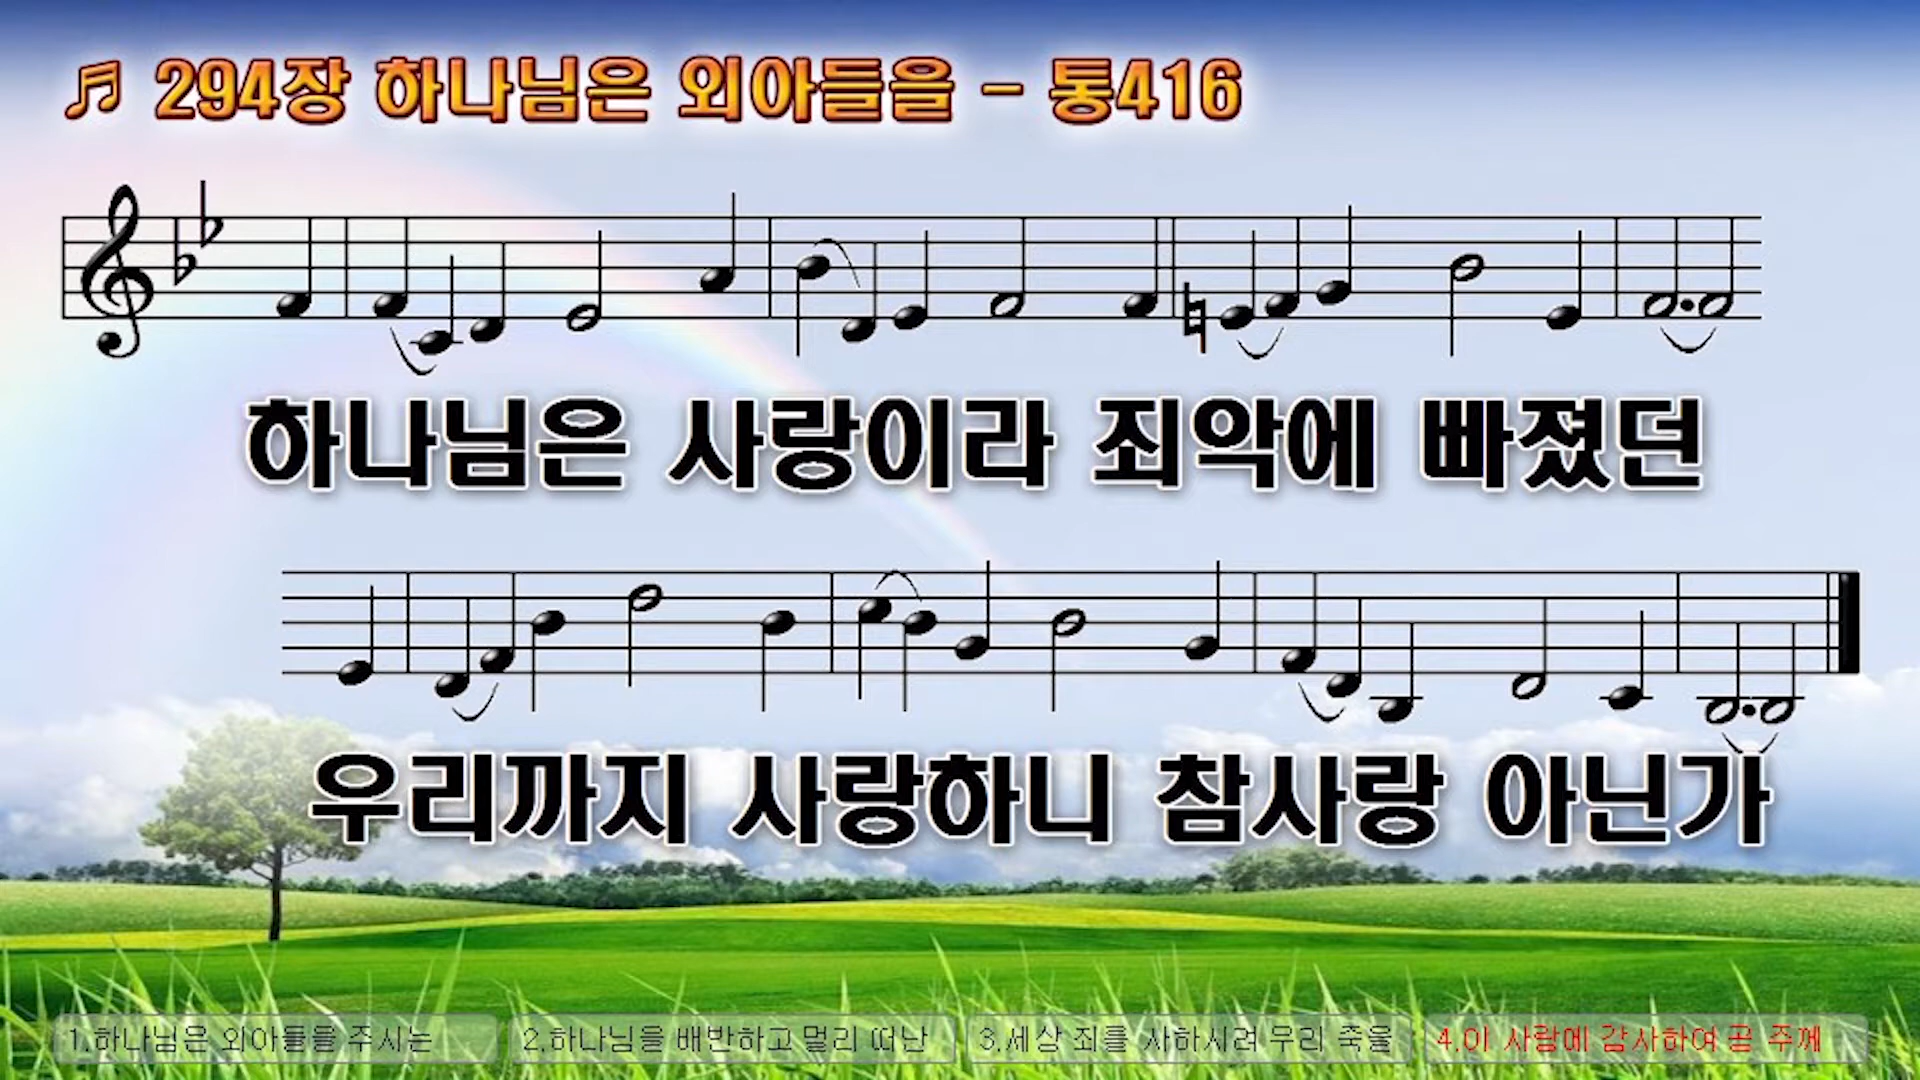 ♬ 294장 하나님은 외아들을 - 통416
하나님은 사랑이라 죄악에 빠졌던
우리까지 사랑하니 참사랑 아닌가
1.하나님은 외아들을 주시는 2.하나님을 배반하고 멀리 떠난 3.세상 죄를 사하시려 우리 죽을 4.이 사랑에 감사하여 곧 주께